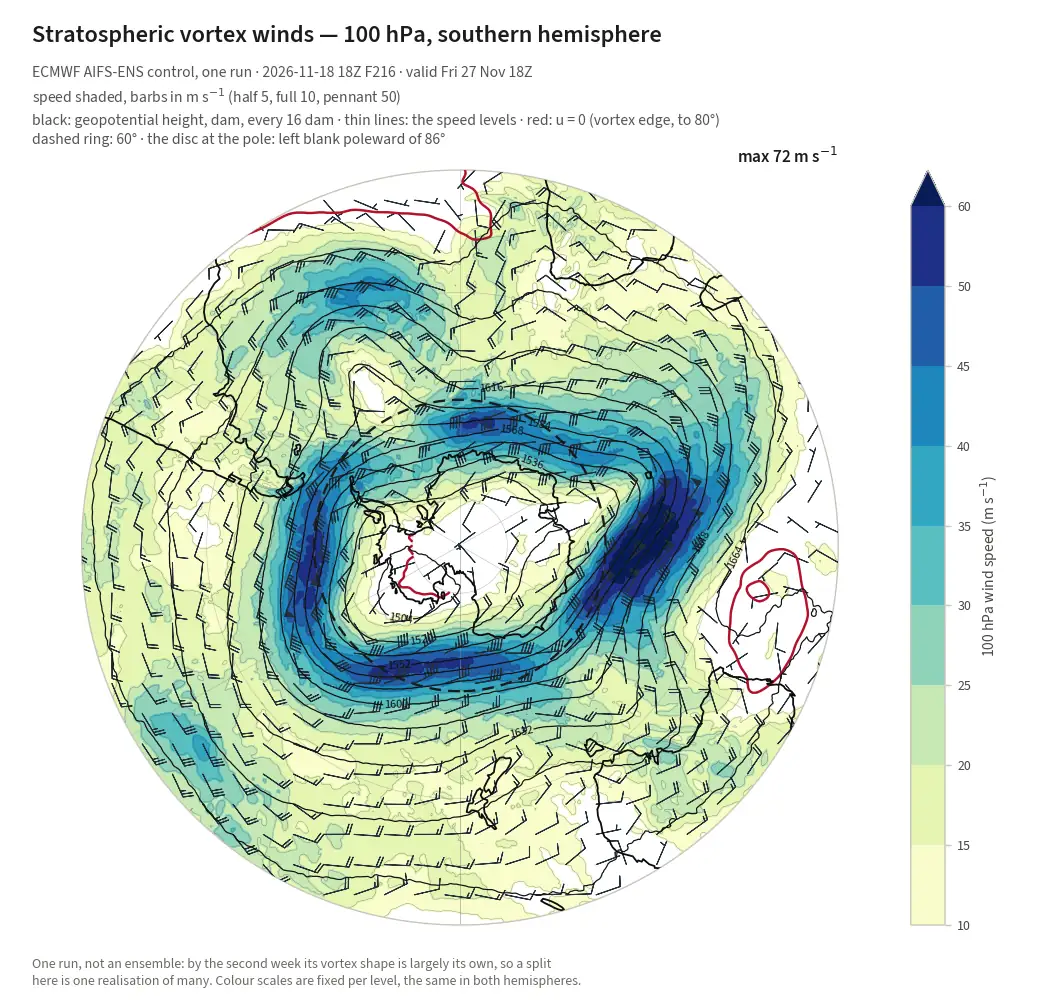 Stratospheric vortex winds — 100 hPa, southern hemisphere
ECMWF AIFS-ENS control, one run · 2026-11-18 18Z F216 · valid Fri 27 Nov 18Z
speed shaded, barbs in m s⁻¹ (half 5, full 10, pennant 50)
black: geopotential height, dam, every 16 dam · thin lines: the speed levels · red: u = 0 (vortex edge, to 80°)
dashed ring: 60° · the disc at the pole: left blank poleward of 86°
max 72 m s⁻¹
60
50
45
40
35
30
25
20
15
10
100 hPa wind speed (m s⁻¹)
1616
1568
1536
1664
1520
1552
1600
One run, not an ensemble: by the second week its vortex shape is largely its own, so a split
here is one realisation of many. Colour scales are fixed per level, the same in both hemispheres.